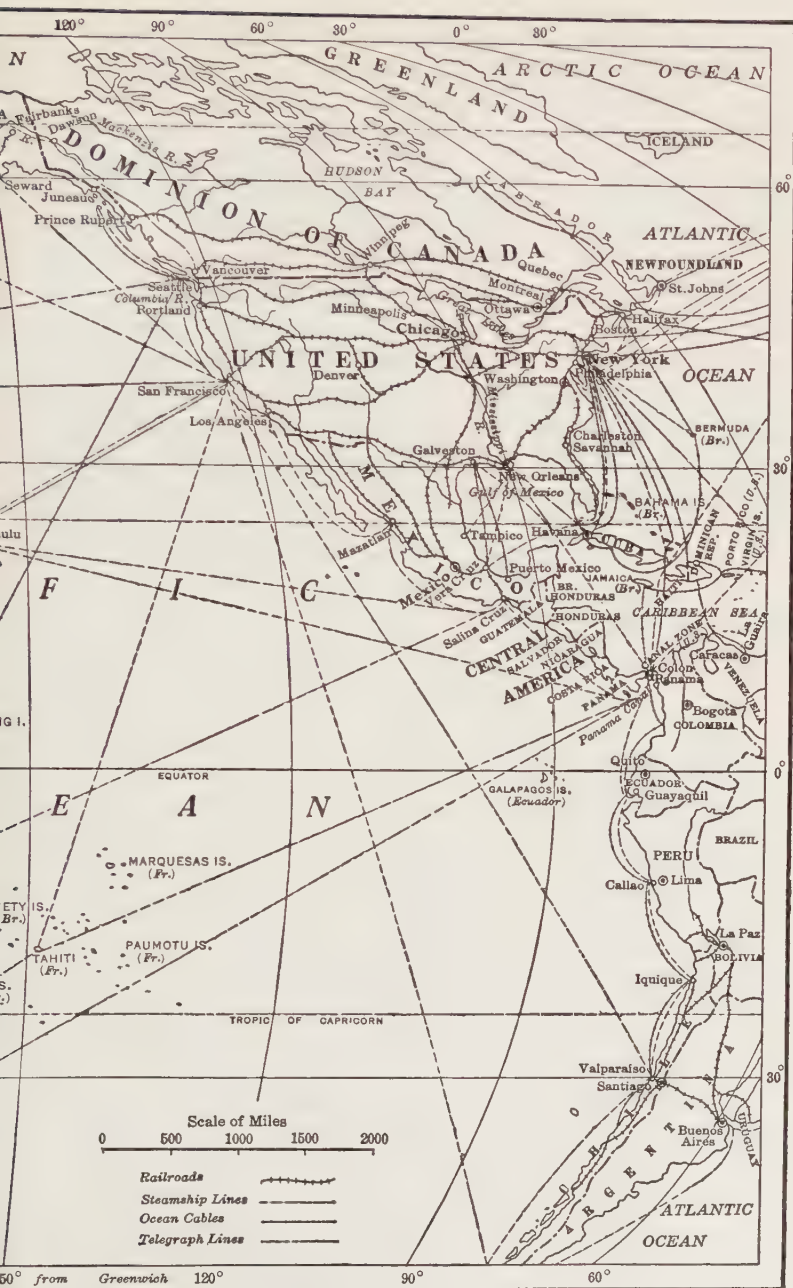 120° 90° 60° 30° 0° 30°
N
GREENLAND
ARCTIC OCEAN
Fairbanks
Dawson
Mackenzie R.
R.
ICELAND
DOMINION OF CANADA
HUDSON
BAY
LABRADOR
60°
Seward
Juneau
Prince Rupert
Winnipeg
ATLANTIC
NEWFOUNDLAND
Vancouver
Quebec
Montreal
St. Johns
Seattle
Columbia R.
Portland
Minneapolis
Great Lakes
Ottawa
Halifax
Chicago
Boston
UNITED STATES
New York
OCEAN
Denver
Washington
Philadelphia
San Francisco
Mississippi R.
Los Angeles
BERMUDA
(Br.)
Charleston
Savannah
Galveston
30°
New Orleans
Gulf of Mexico
BAHAMA IS.
(Br.)
MEXICO
ulu
Mazatlan
Tampico
Havana
CUBA
HAITI
DOMINICAN
REP.
PORTO RICO (U.S.)
VIRGIN IS.
(U.S.)
Mexico
Vera Cruz
Puerto Mexico
F I C
BR.
HONDURAS
JAMAICA
(Br.)
HONDURAS
CARIBBEAN SEA
Salina Cruz
GUATEMALA
La
Guaira
CENTRAL
AMERICA
SALVADOR
NICARAGUA
COSTA RICA
PANAMA
CANAL ZONE
(U.S.)
Colon
Panama
Caracas
VENEZUELA
NG I.
Panama Canal
Bogota
COLOMBIA
Quito
0°
EQUATOR
E A N
GALAPAGOS IS.
(Ecuador)
ECUADOR
Guayaquil
MARQUESAS IS.
(Fr.)
PERU
BRAZIL
Callao
Lima
ETY IS.
Br.)
TAHITI
(Fr.)
PAUMOTU IS.
(Fr.)
La Paz
BOLIVIA
S.
Iquique
TROPIC OF CAPRICORN
CHILE
ARGENTINA
Valparaiso
Santiago
30°
Buenos
Aires
URUGUAY
Scale of Miles
0 500 1000 1500 2000
Railroads
Steamship Lines
Ocean Cables
Telegraph Lines
ATLANTIC
OCEAN
50° from Greenwich 120° 90° 60°